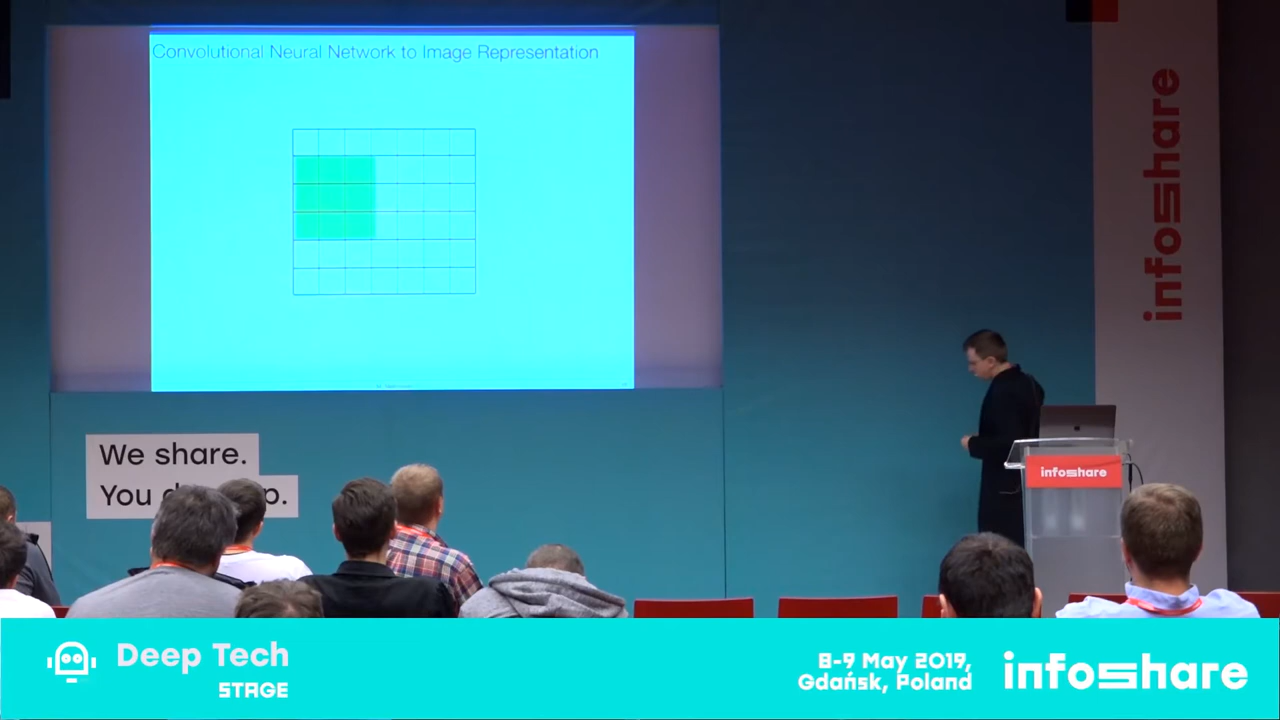 Convolutional Neural Network to Image Representation
infoshare
We share.
You d p.
infoshare
Deep Tech
STAGE
8-9 May 2019,
Gdańsk, Poland
infoshare